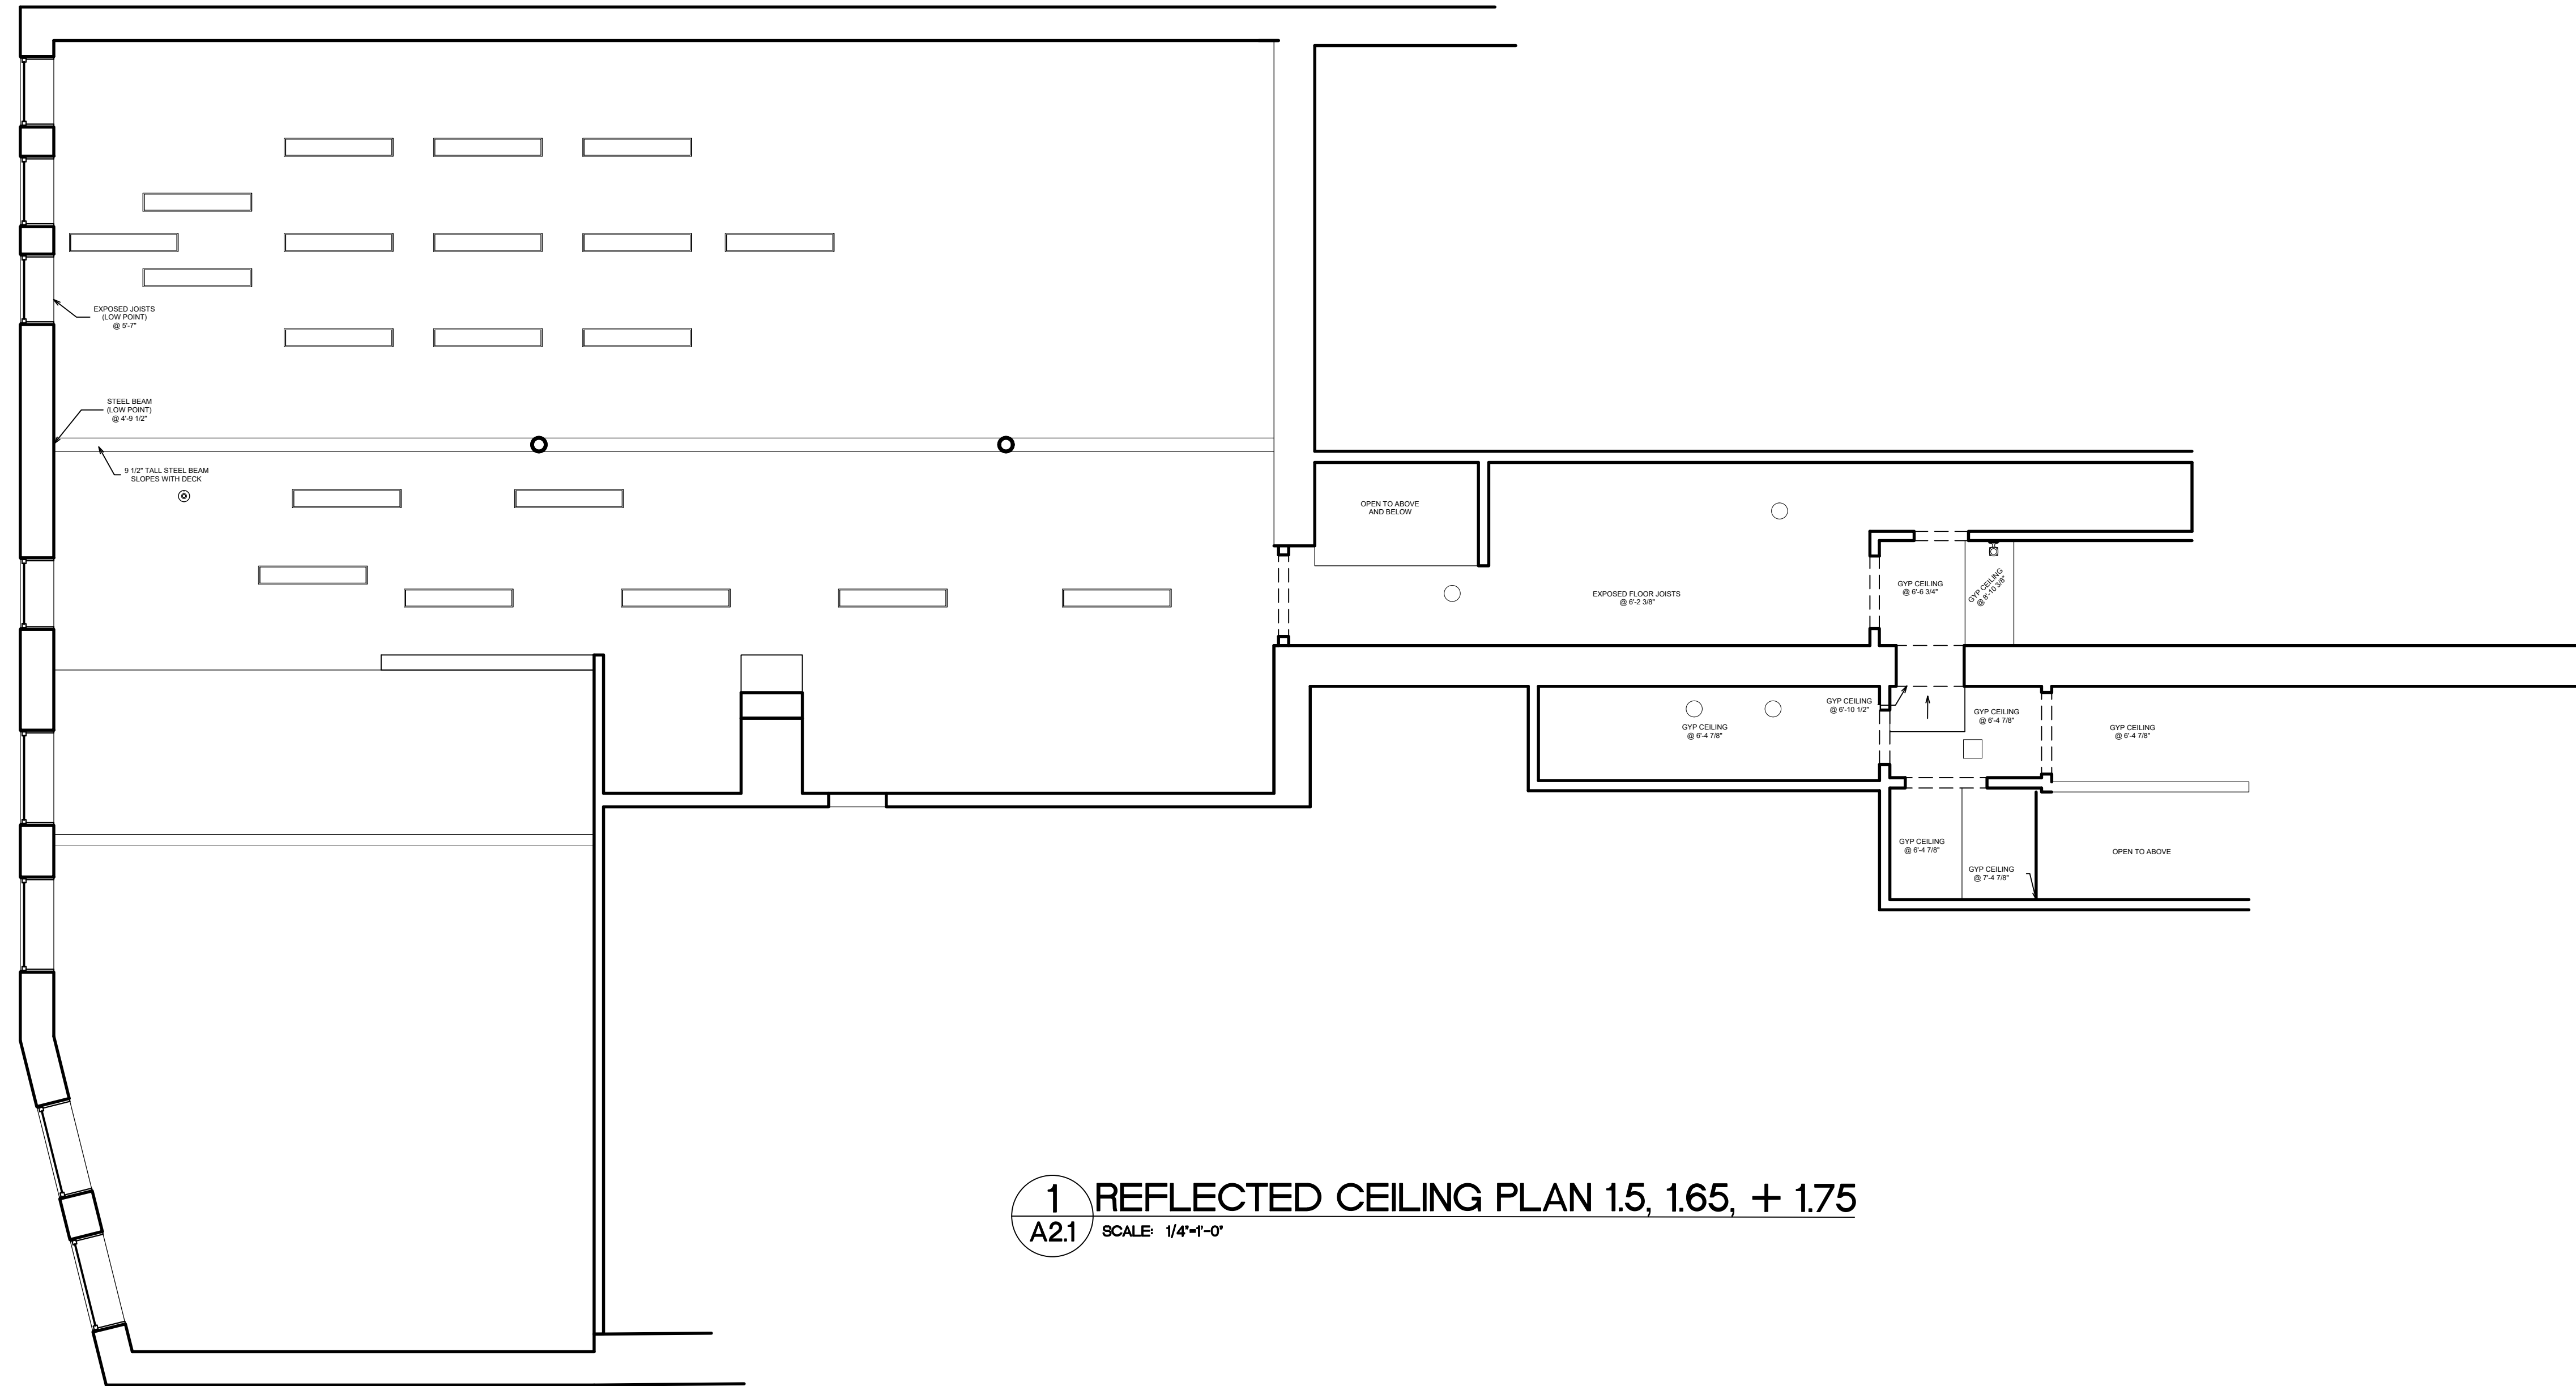 EXPOSED JOISTS
(LOW POINT)
@ 5'-7"
STEEL BEAM
(LOW POINT)
@ 4'-9 1/2"
9 1/2" TALL STEEL BEAM
SLOPES WITH DECK
OPEN TO ABOVE
AND BELOW
EXPOSED FLOOR JOISTS
@ 6'-2 3/8"
GYP CEILING
@ 6'-6 3/4"
GYP CEILING
@ 8'-10 3/8"
GYP CEILING
@ 6'-10 1/2"
GYP CEILING
@ 6'-4 7/8"
GYP CEILING
@ 6'-4 7/8"
GYP CEILING
@ 6'-4 7/8"
GYP CEILING
@ 6'-4 7/8"
GYP CEILING
@ 7'-4 7/8"
OPEN TO ABOVE
1
A2.1
REFLECTED CEILING PLAN 1.5, 1.65, + 1.75
SCALE: 1/4"=1'-0"